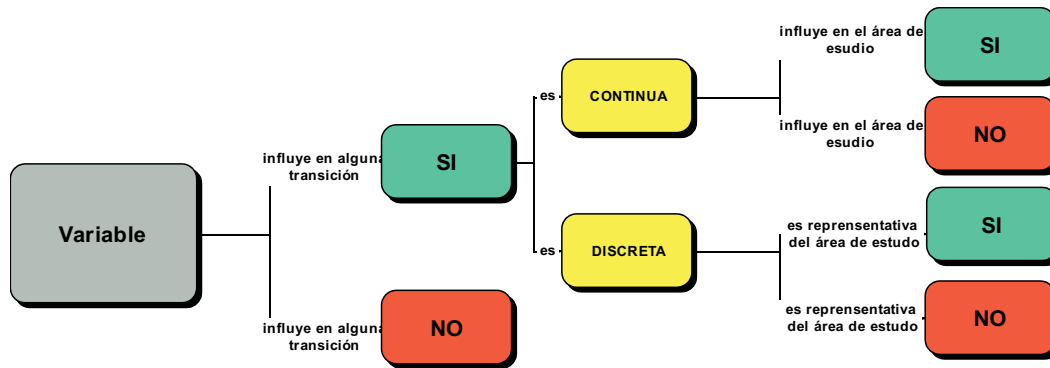 Variable
influye en alguna
transición
SI
influye en alguna
transición
NO
es
CONTINUA
es
DISCRETA
influye en el área de
esudio
SI
influye en el área de
esudio
NO
es reprensentativa
del área de estudo
SI
es reprensentativa
del área de estudo
NO